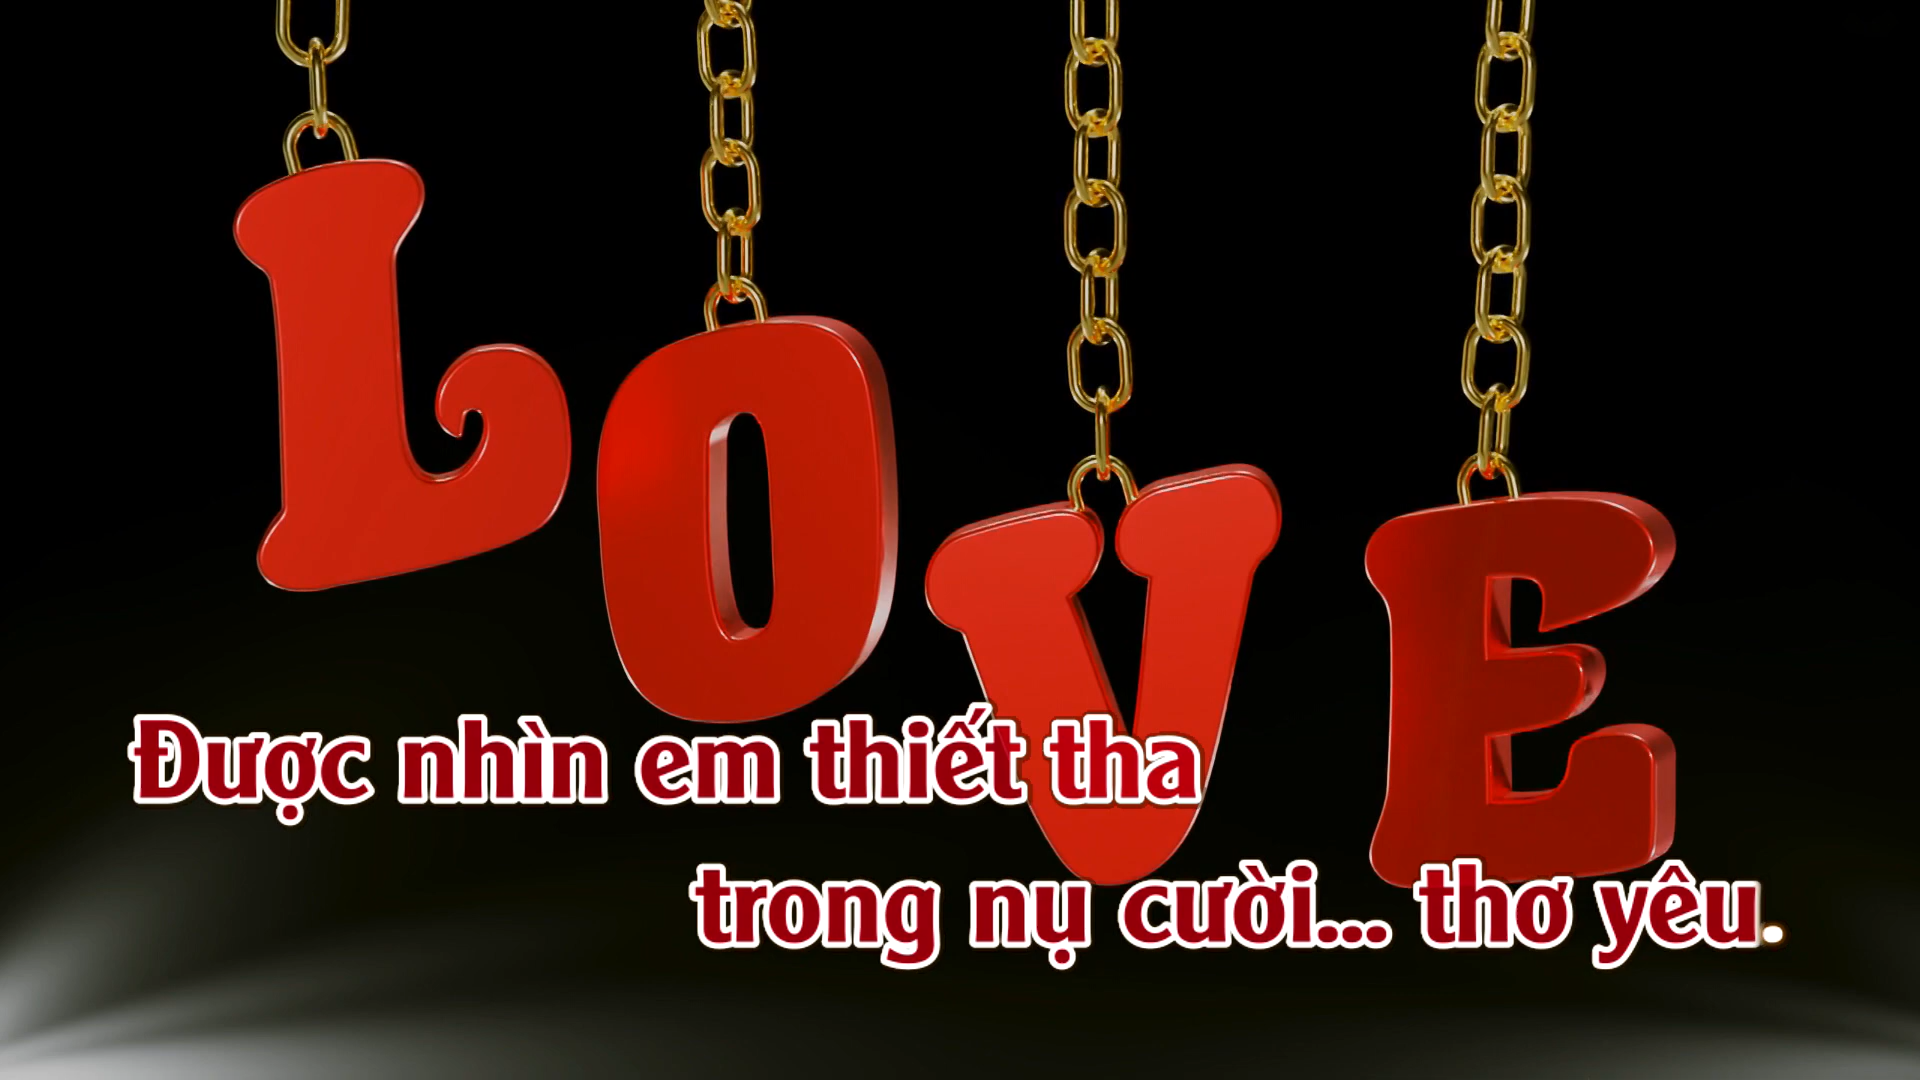 LOVE
Được nhìn em thiết tha
trong nụ cười... thơ yêu.